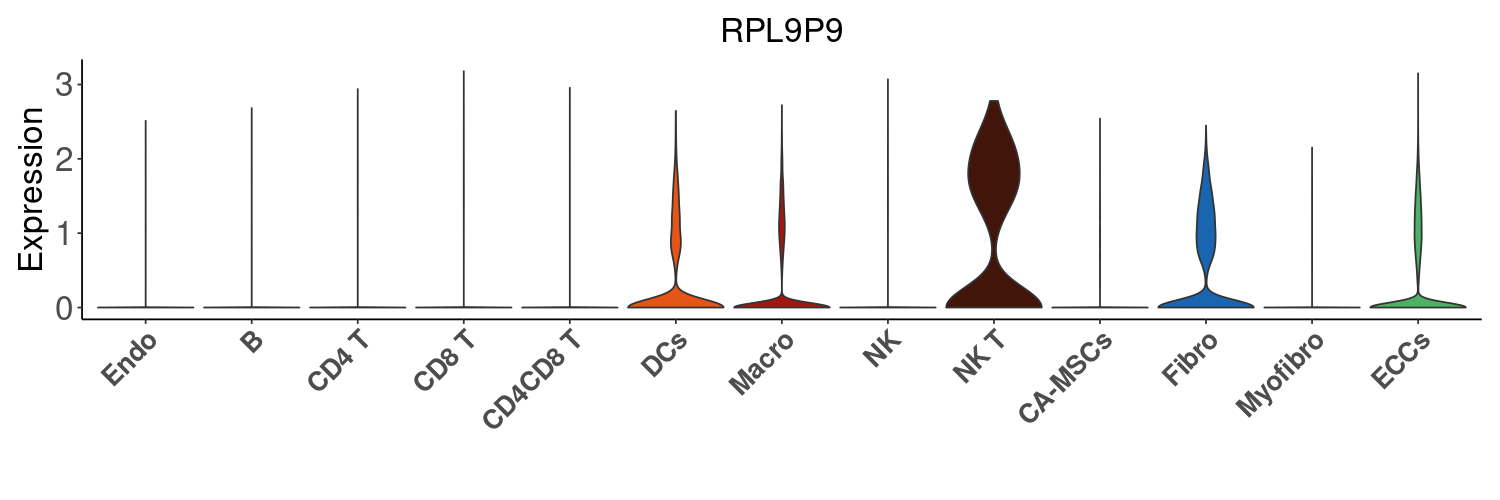 RPL9P9
Expression
3
2
1
0
Endo
B
CD4 T
CD8 T
CD4CD8 T
DCs
Macro
NK
NK T
CA-MSCs
Fibro
Myofibro
ECCs